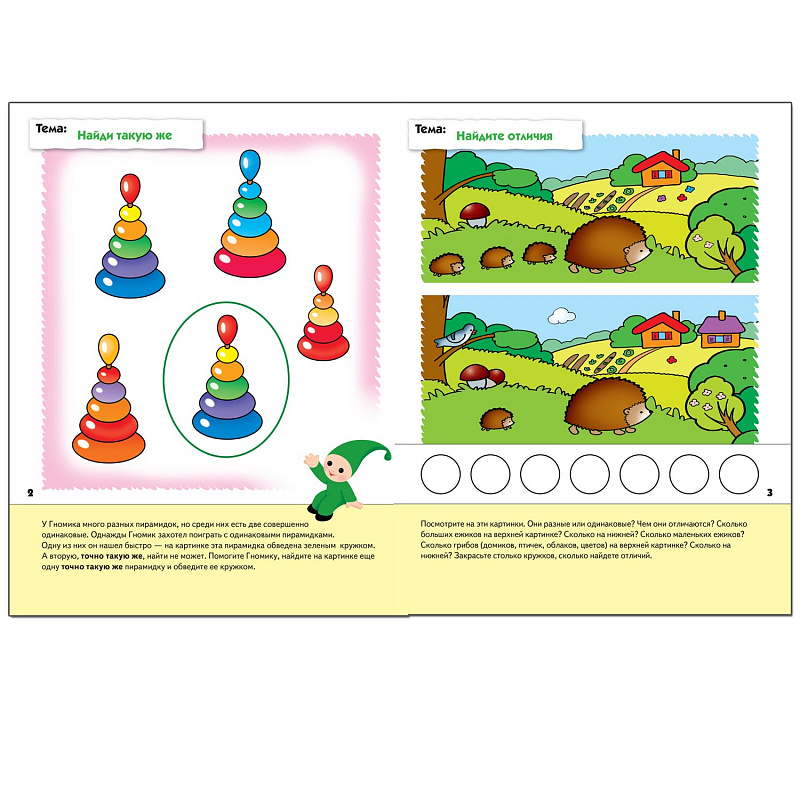 Тема:
Найди такую же
2
У Гномика много разных пирамидок, но среди них есть две совершенно
одинаковые. Однажды Гномик захотел поиграть с одинаковыми пирамидками.
Одну из них он нашел быстро — на картинке эта пирамидка обведена зеленым кружком.
А вторую, точно такую же, найти не может. Помогите Гномику, найдите на картинке еще
одну точно такую же пирамидку и обведите ее кружком.
Тема:
Найдите отличия
3
Посмотрите на эти картинки. Они разные или одинаковые? Чем они отличаются? Сколько
больших ежиков на верхней картинке? Сколько на нижней? Сколько маленьких ежиков?
Сколько грибов (домиков, птичек, облаков, цветов) на верхней картинке? Сколько на
нижней? Закрасьте столько кружков, сколько найдете отличий.